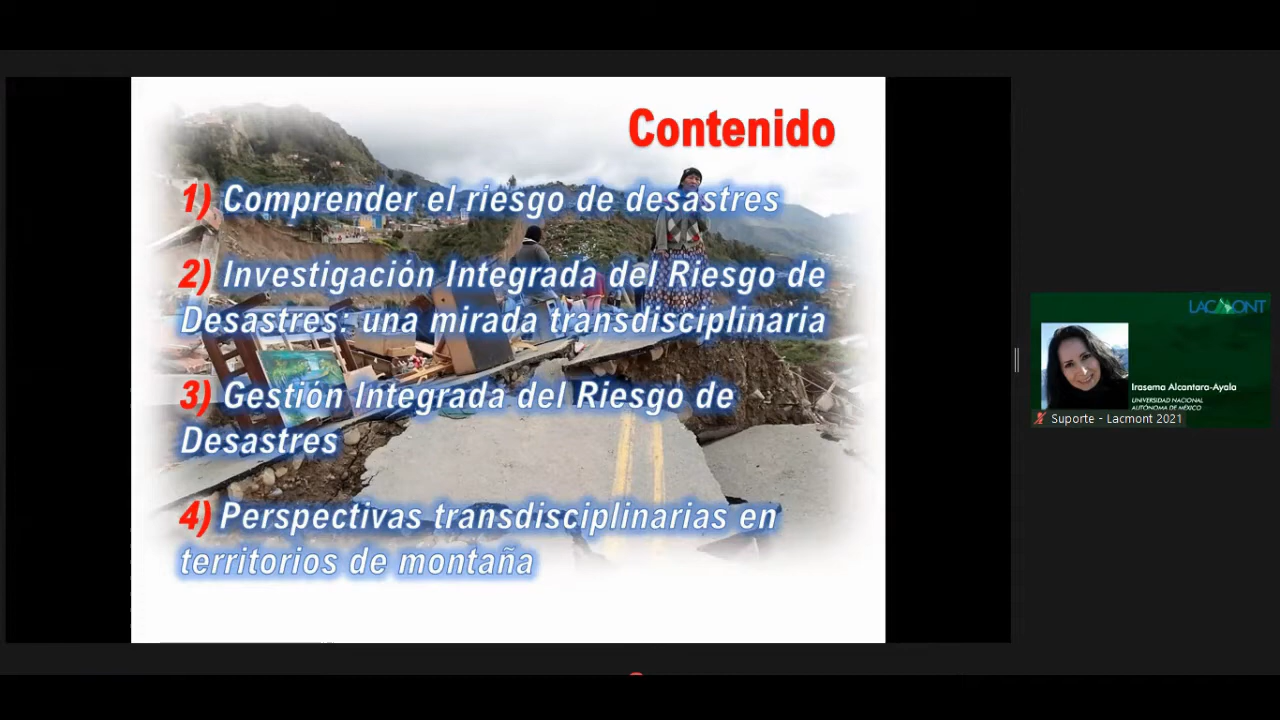 Contenido
1) Comprender el riesgo de desastres
2) Investigación Integrada del Riesgo de
Desastres: una mirada transdisciplinaria
3) Gestión Integrada del Riesgo de
Desastres
4) Perspectivas transdisciplinarias en
territorios de montaña
LACMONT
Irasema Alcantara-Ayala
UNIVERSIDAD NACIONAL
AUTÓNOMA DE MÉXICO
Suporte - Lacmont 2021